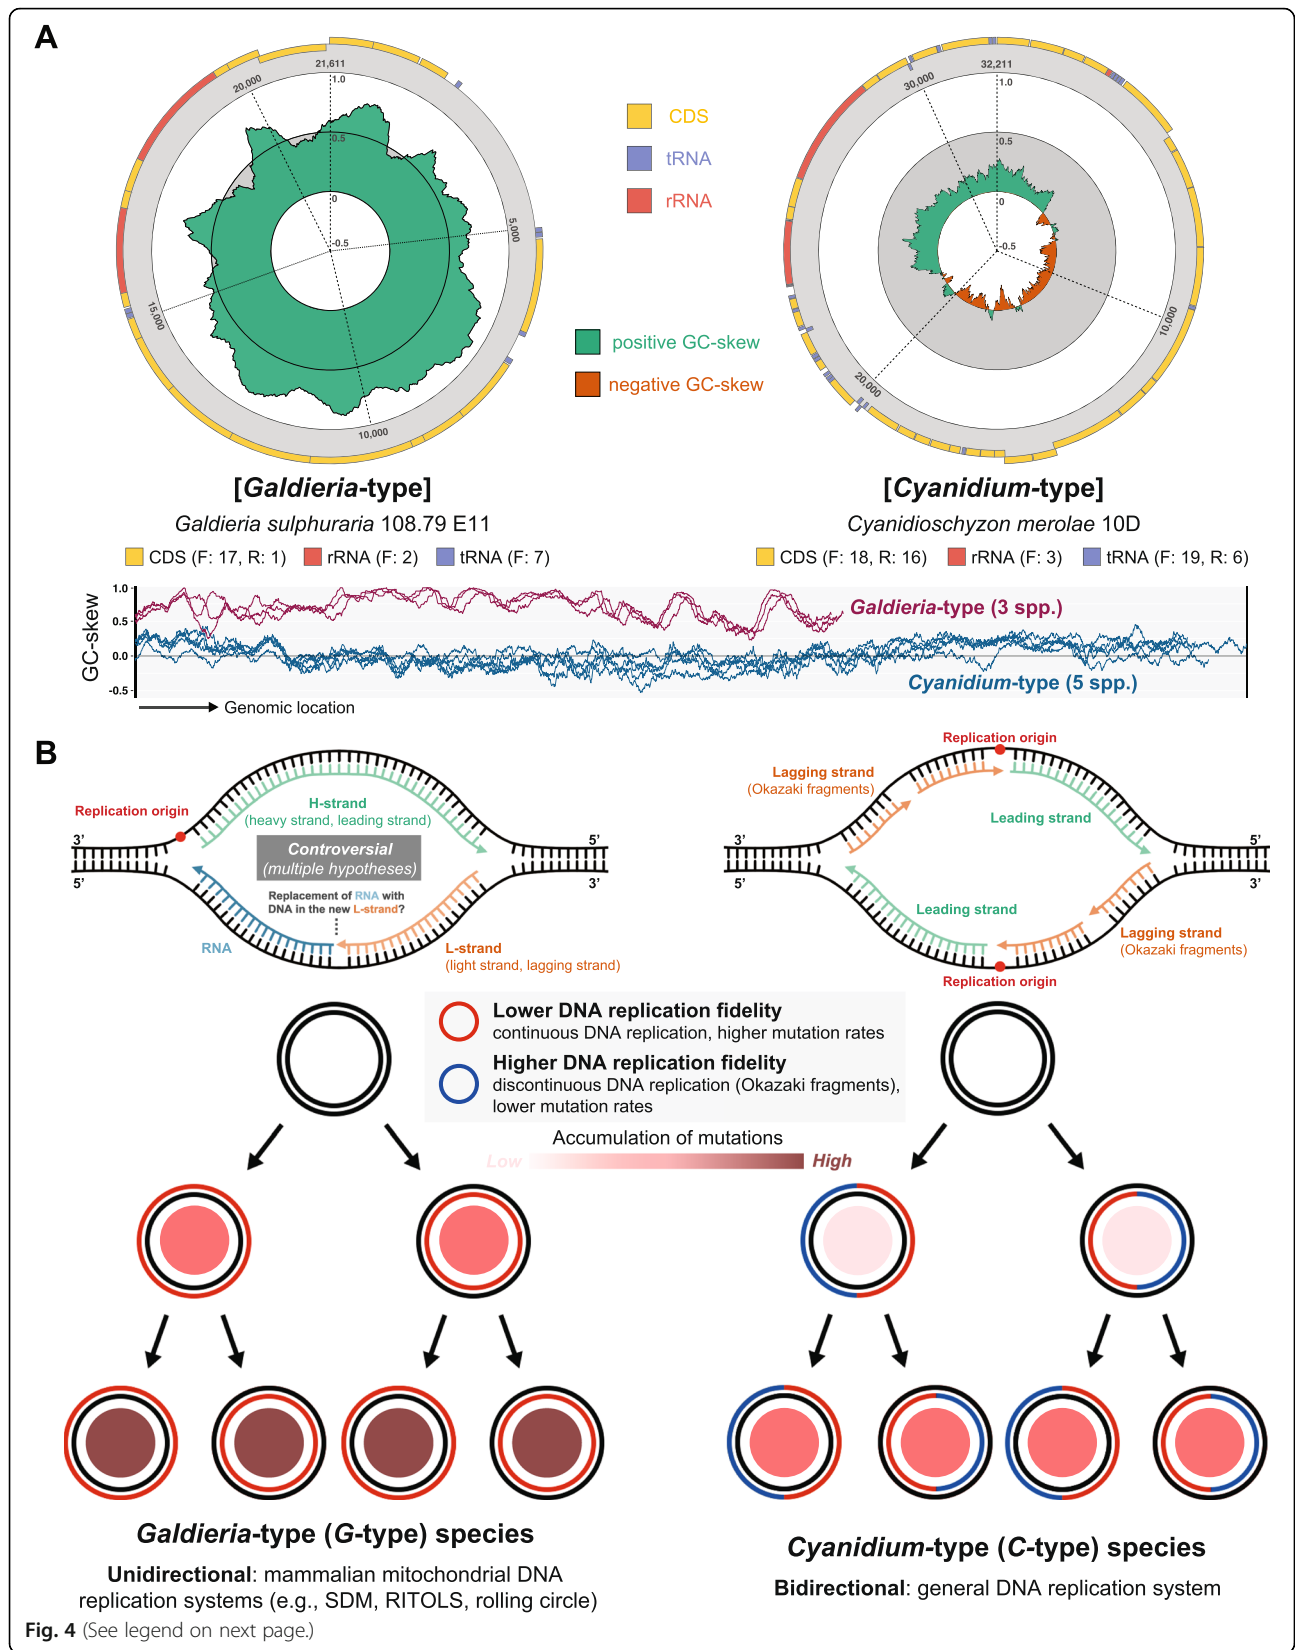 A
21,611
20,000
1.0
0.5
0
-0.5
5,000
10,000
15,000
CDS
tRNA
rRNA
positive GC-skew
negative GC-skew
32,211
30,000
1.0
0.5
0
-0.5
10,000
20,000
[Galdieria-type]
Galdieria sulphuraria 108.79 E11
CDS (F: 17, R: 1) rRNA (F: 2) tRNA (F: 7)
[Cyanidium-type]
Cyanidioschyzon merolae 10D
CDS (F: 18, R: 16) rRNA (F: 3) tRNA (F: 19, R: 6)
GC-skew
1.0
0.5
0.0
-0.5
Galdieria-type (3 spp.)
Cyanidium-type (5 spp.)
Genomic location
B
Replication origin
H-strand
(heavy strand, leading strand)
3'
5'
5'
3'
Controversial
(multiple hypotheses)
Replacement of RNA with
DNA in the new L-strand?
RNA
L-strand
(light strand, lagging strand)
Replication origin
Lagging strand
(Okazaki fragments)
Leading strand
3'
5'
5'
3'
Leading strand
Lagging strand
(Okazaki fragments)
Replication origin
Lower DNA replication fidelity
continuous DNA replication, higher mutation rates
Higher DNA replication fidelity
discontinuous DNA replication (Okazaki fragments),
lower mutation rates
Accumulation of mutations
Low High
Galdieria-type (G-type) species
Unidirectional: mammalian mitochondrial DNA
replication systems (e.g., SDM, RITOLS, rolling circle)
Cyanidium-type (C-type) species
Bidirectional: general DNA replication system
Fig. 4 (See legend on next page.)